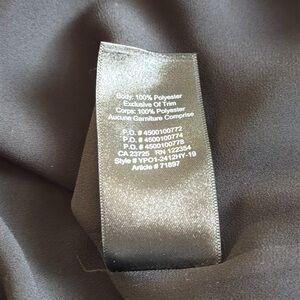 Body: 100% Polyester
Exclusive Of Trim
Corps: 100% Polyester
Aucune Garniture Comprise
P.O. # 4500100772
P.O. # 4500100774
P.O. # 4500100775
CA 23725 RN 122354
Style # YPO1-2412HY-19
Article # 71897